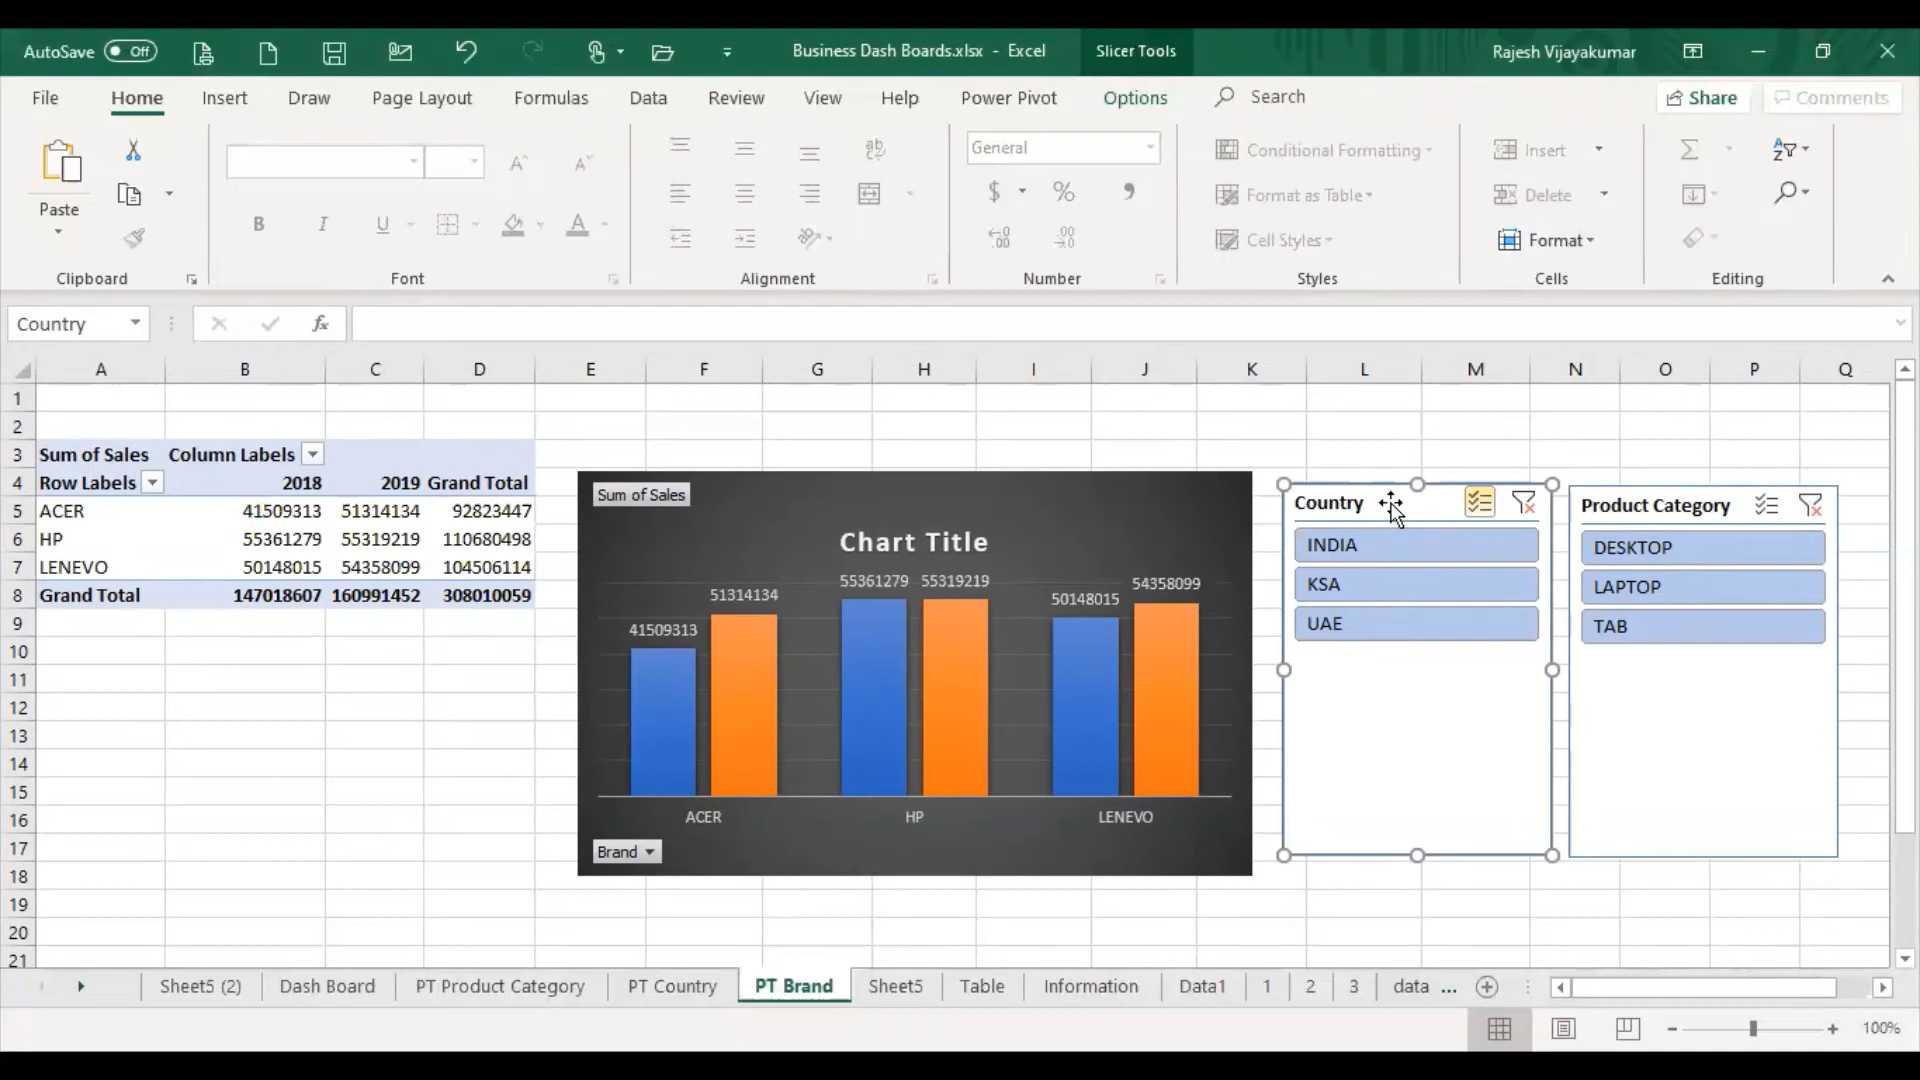 AutoSave Off Business Dash Boards.xlsx - Excel Slicer Tools Rajesh Vijayakumar
File Home Insert Draw Page Layout Formulas Data Review View Help Power Pivot Options Search Share Comments
Paste
B I U A
General
$ % 9
Conditional Formatting
Format as Table
Cell Styles
Insert
Delete
Format
Clipboard Font Alignment Number Styles Cells Editing
Country fx
A B C D E F G H I J K L M N O P Q
1
2
3 Sum of Sales Column Labels
4 Row Labels 2018 2019 Grand Total
5 ACER 41509313 51314134 92823447
6 HP 55361279 55319219 110680498
7 LENEVO 50148015 54358099 104506114
8 Grand Total 147018607 160991452 308010059
9
10
11
12
13
14
15
16
17
18
19
20
21
Sum of Sales
Chart Title
41509313 51314134 55361279 55319219 50148015 54358099
ACER HP LENEVO
Brand
Country
INDIA
KSA
UAE
Product Category
DESKTOP
LAPTOP
TAB
Sheet5 (2) Dash Board PT Product Category PT Country PT Brand Sheet5 Table Information Data1 1 2 3 data ...
100%